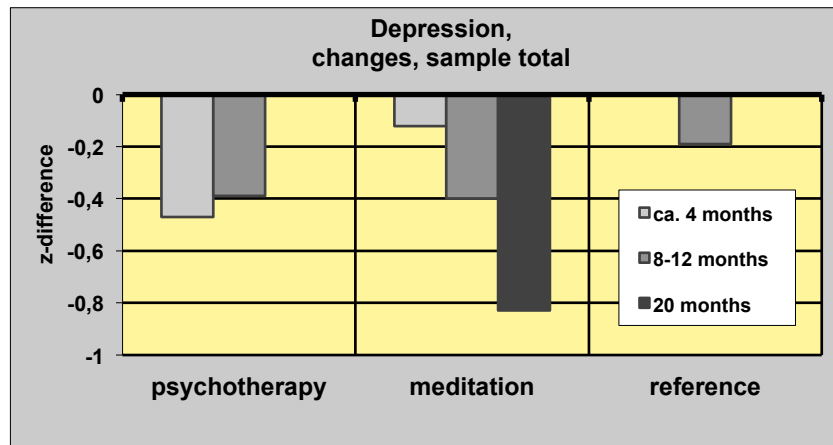 Depression,
changes, sample total
z-difference
0
-0,2
-0,4
-0,6
-0,8
-1
ca. 4 months
8-12 months
20 months
psychotherapy meditation reference